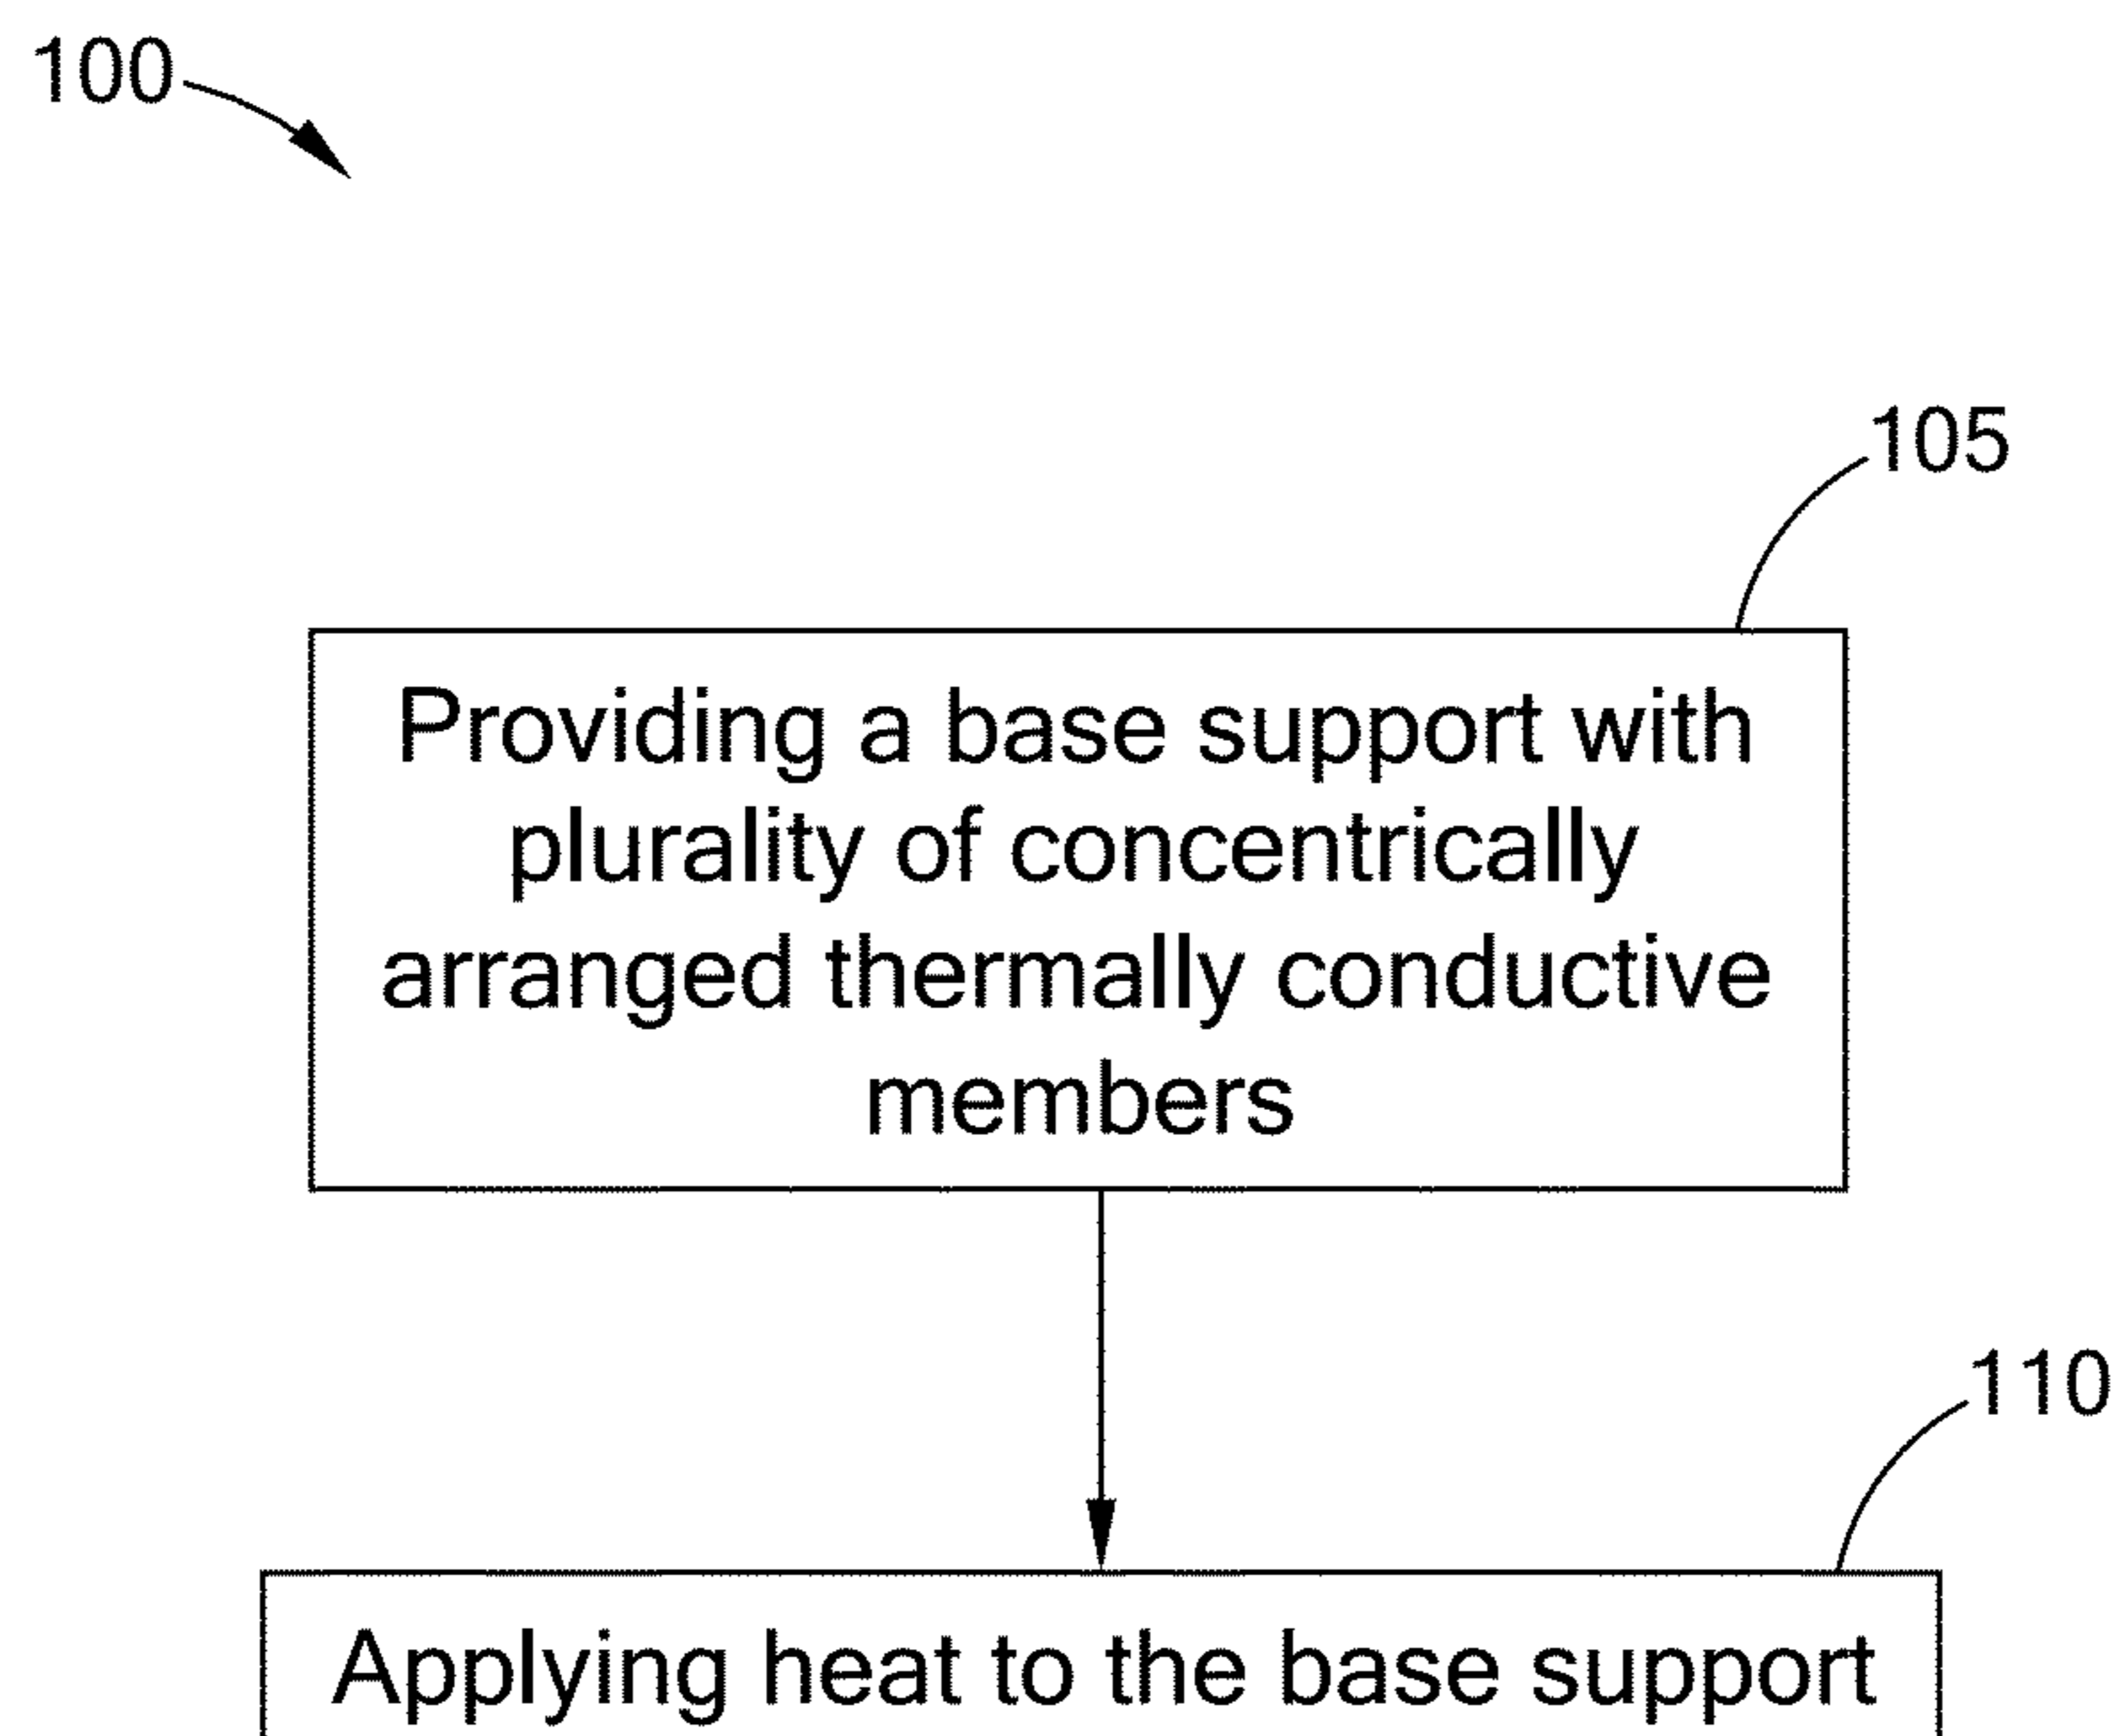 100
105
Providing a base support with
plurality of concentrically
arranged thermally conductive
members
110
Applying heat to the base support